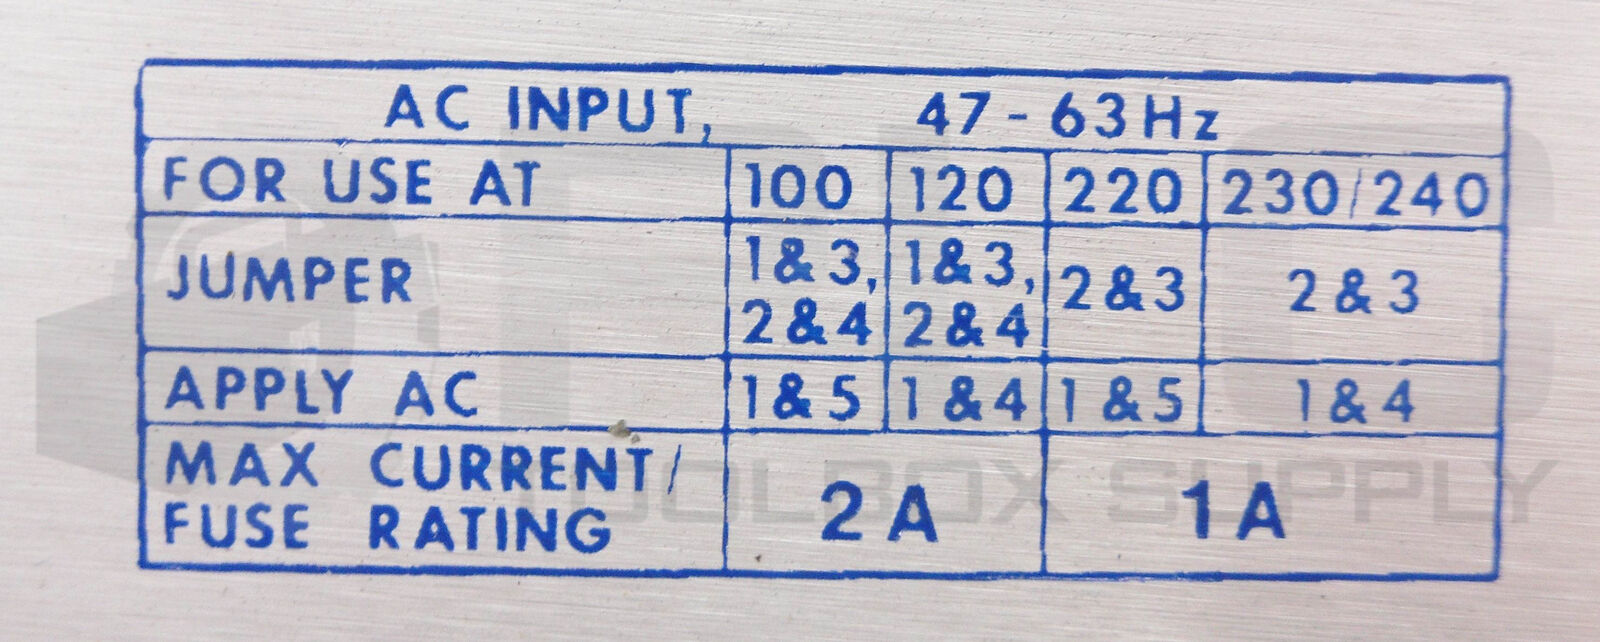 AC INPUT, 47 - 63 Hz
FOR USE AT 100 120 220 230/240
JUMPER 1&3, 2&4 1&3, 2&4 2&3 2&3
APPLY AC 1&5 1&4 1&5 1&4
MAX CURRENT/ FUSE RATING 2A 1A
TOOLBOX SUPPLY